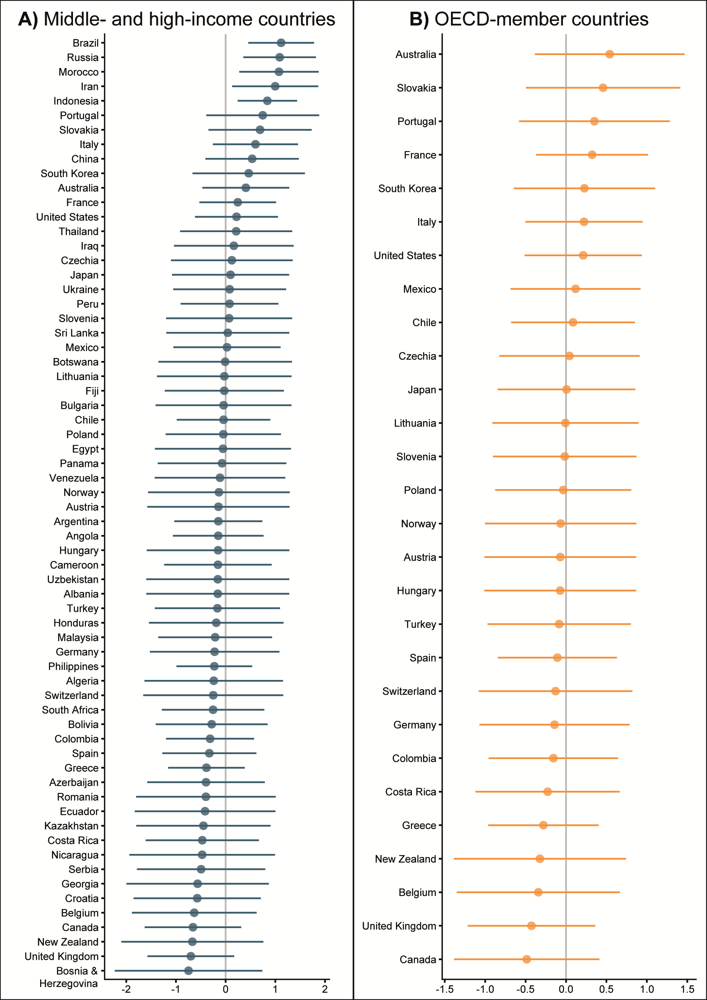 A) Middle- and high-income countries
Brazil
Russia
Morocco
Iran
Indonesia
Portugal
Slovakia
Italy
China
South Korea
Australia
France
United States
Thailand
Iraq
Czechia
Japan
Ukraine
Peru
Slovenia
Sri Lanka
Mexico
Botswana
Lithuania
Fiji
Bulgaria
Chile
Poland
Egypt
Panama
Venezuela
Norway
Austria
Argentina
Angola
Hungary
Cameroon
Uzbekistan
Albania
Turkey
Honduras
Malaysia
Germany
Philippines
Algeria
Switzerland
South Africa
Bolivia
Colombia
Spain
Greece
Azerbaijan
Romania
Ecuador
Kazakhstan
Costa Rica
Nicaragua
Serbia
Georgia
Croatia
Belgium
Canada
New Zealand
United Kingdom
Bosnia &
Herzegovina
-2 -1 0 1 2
B) OECD-member countries
Australia
Slovakia
Portugal
France
South Korea
Italy
United States
Mexico
Chile
Czechia
Japan
Lithuania
Slovenia
Poland
Norway
Austria
Hungary
Turkey
Spain
Switzerland
Germany
Colombia
Costa Rica
Greece
New Zealand
Belgium
United Kingdom
Canada
-1.5 -1.0 -0.5 0.0 0.5 1.0 1.5